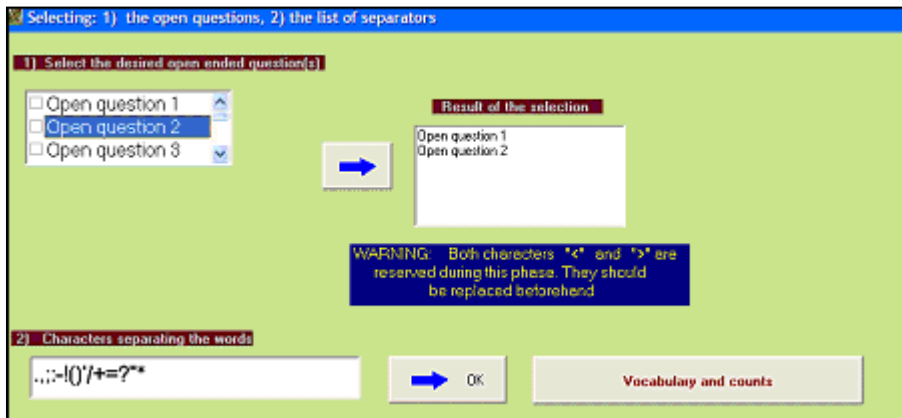 Selecting: 1) the open questions, 2) the list of separators
1) Select the desired open ended question(s)
Open question 1
Open question 2
Open question 3
Result of the selection
Open question 1
Open question 2
WARNING: Both characters "<" and ">" are
reserved during this phase. They should
be replaced beforehand
2) Characters separating the words
.,;:-!()'/+=?"*
OK
Vocabulary and counts